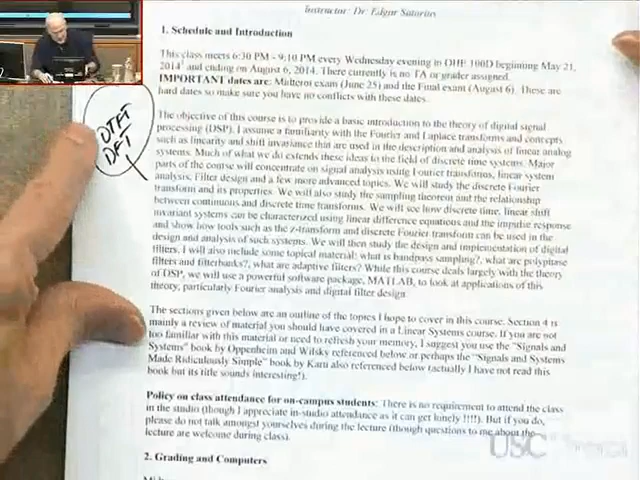 Instructor: Dr. Edgar Satorius
1. Schedule and Introduction
This class meets 6:30 PM - 9:10 PM every Wednesday evening in OHE 100D beginning May 21,
2014 and ending on August 6, 2014. There currently is no TA or grader assigned.
IMPORTANT dates are: Midterm exam (June 25) and the Final exam (August 6). These are
hard dates so make sure you have no conflicts with these dates.
DTFT
DFT
The objective of this course is to provide a basic introduction to the theory of digital signal
processing (DSP). I assume a familiarity with the Fourier and Laplace transforms and concepts
such as linearity and shift invariance that are used in the description and analysis of linear analog
systems. Much of what we do extends these ideas to the field of discrete time systems. Major
parts of the course will concentrate on signal analysis using Fourier transforms, linear system
analysis, Filter design and a few more advanced topics. We will study the discrete Fourier
transform and its properties. We will also study the sampling theorem and the relationship
between continuous and discrete time transforms. We will see how discrete time, linear shift
invariant systems can be characterized using linear difference equations and the impulse response
and show how tools such as the z-transform and discrete Fourier transform can be used in the
design and analysis of such systems. We will then study the design and implementation of digital
filters. I will also include some topical material: what is bandpass sampling?, what are polyphase
filters and filterbanks?, what are adaptive filters? While this course deals largely with the theory
of DSP, we will use a powerful software package, MATLAB, to look at applications of this
theory, particularly Fourier analysis and digital filter design.
The sections given below are an outline of the topics I hope to cover in this course. Section 4 is
mainly a review of material you should have covered in a Linear Systems course. If you are not
too familiar with this material or need to refresh your memory, I suggest you use the "Signals and
Systems" book by Oppenheim and Wilsky referenced below or perhaps the "Signals and Systems
Made Ridiculously Simple" book by Karu also referenced below (actually I have not read this
book but its title sounds interesting!).
Policy on class attendance for on-campus students: There is no requirement to attend the class
in the studio (though I appreciate in-studio attendance as it can get lonely !!!!). But if you do,
please do not talk amongst yourselves during the lecture (though questions to me about the
lecture are welcome during class).
USC Viterbi
2. Grading and Computers